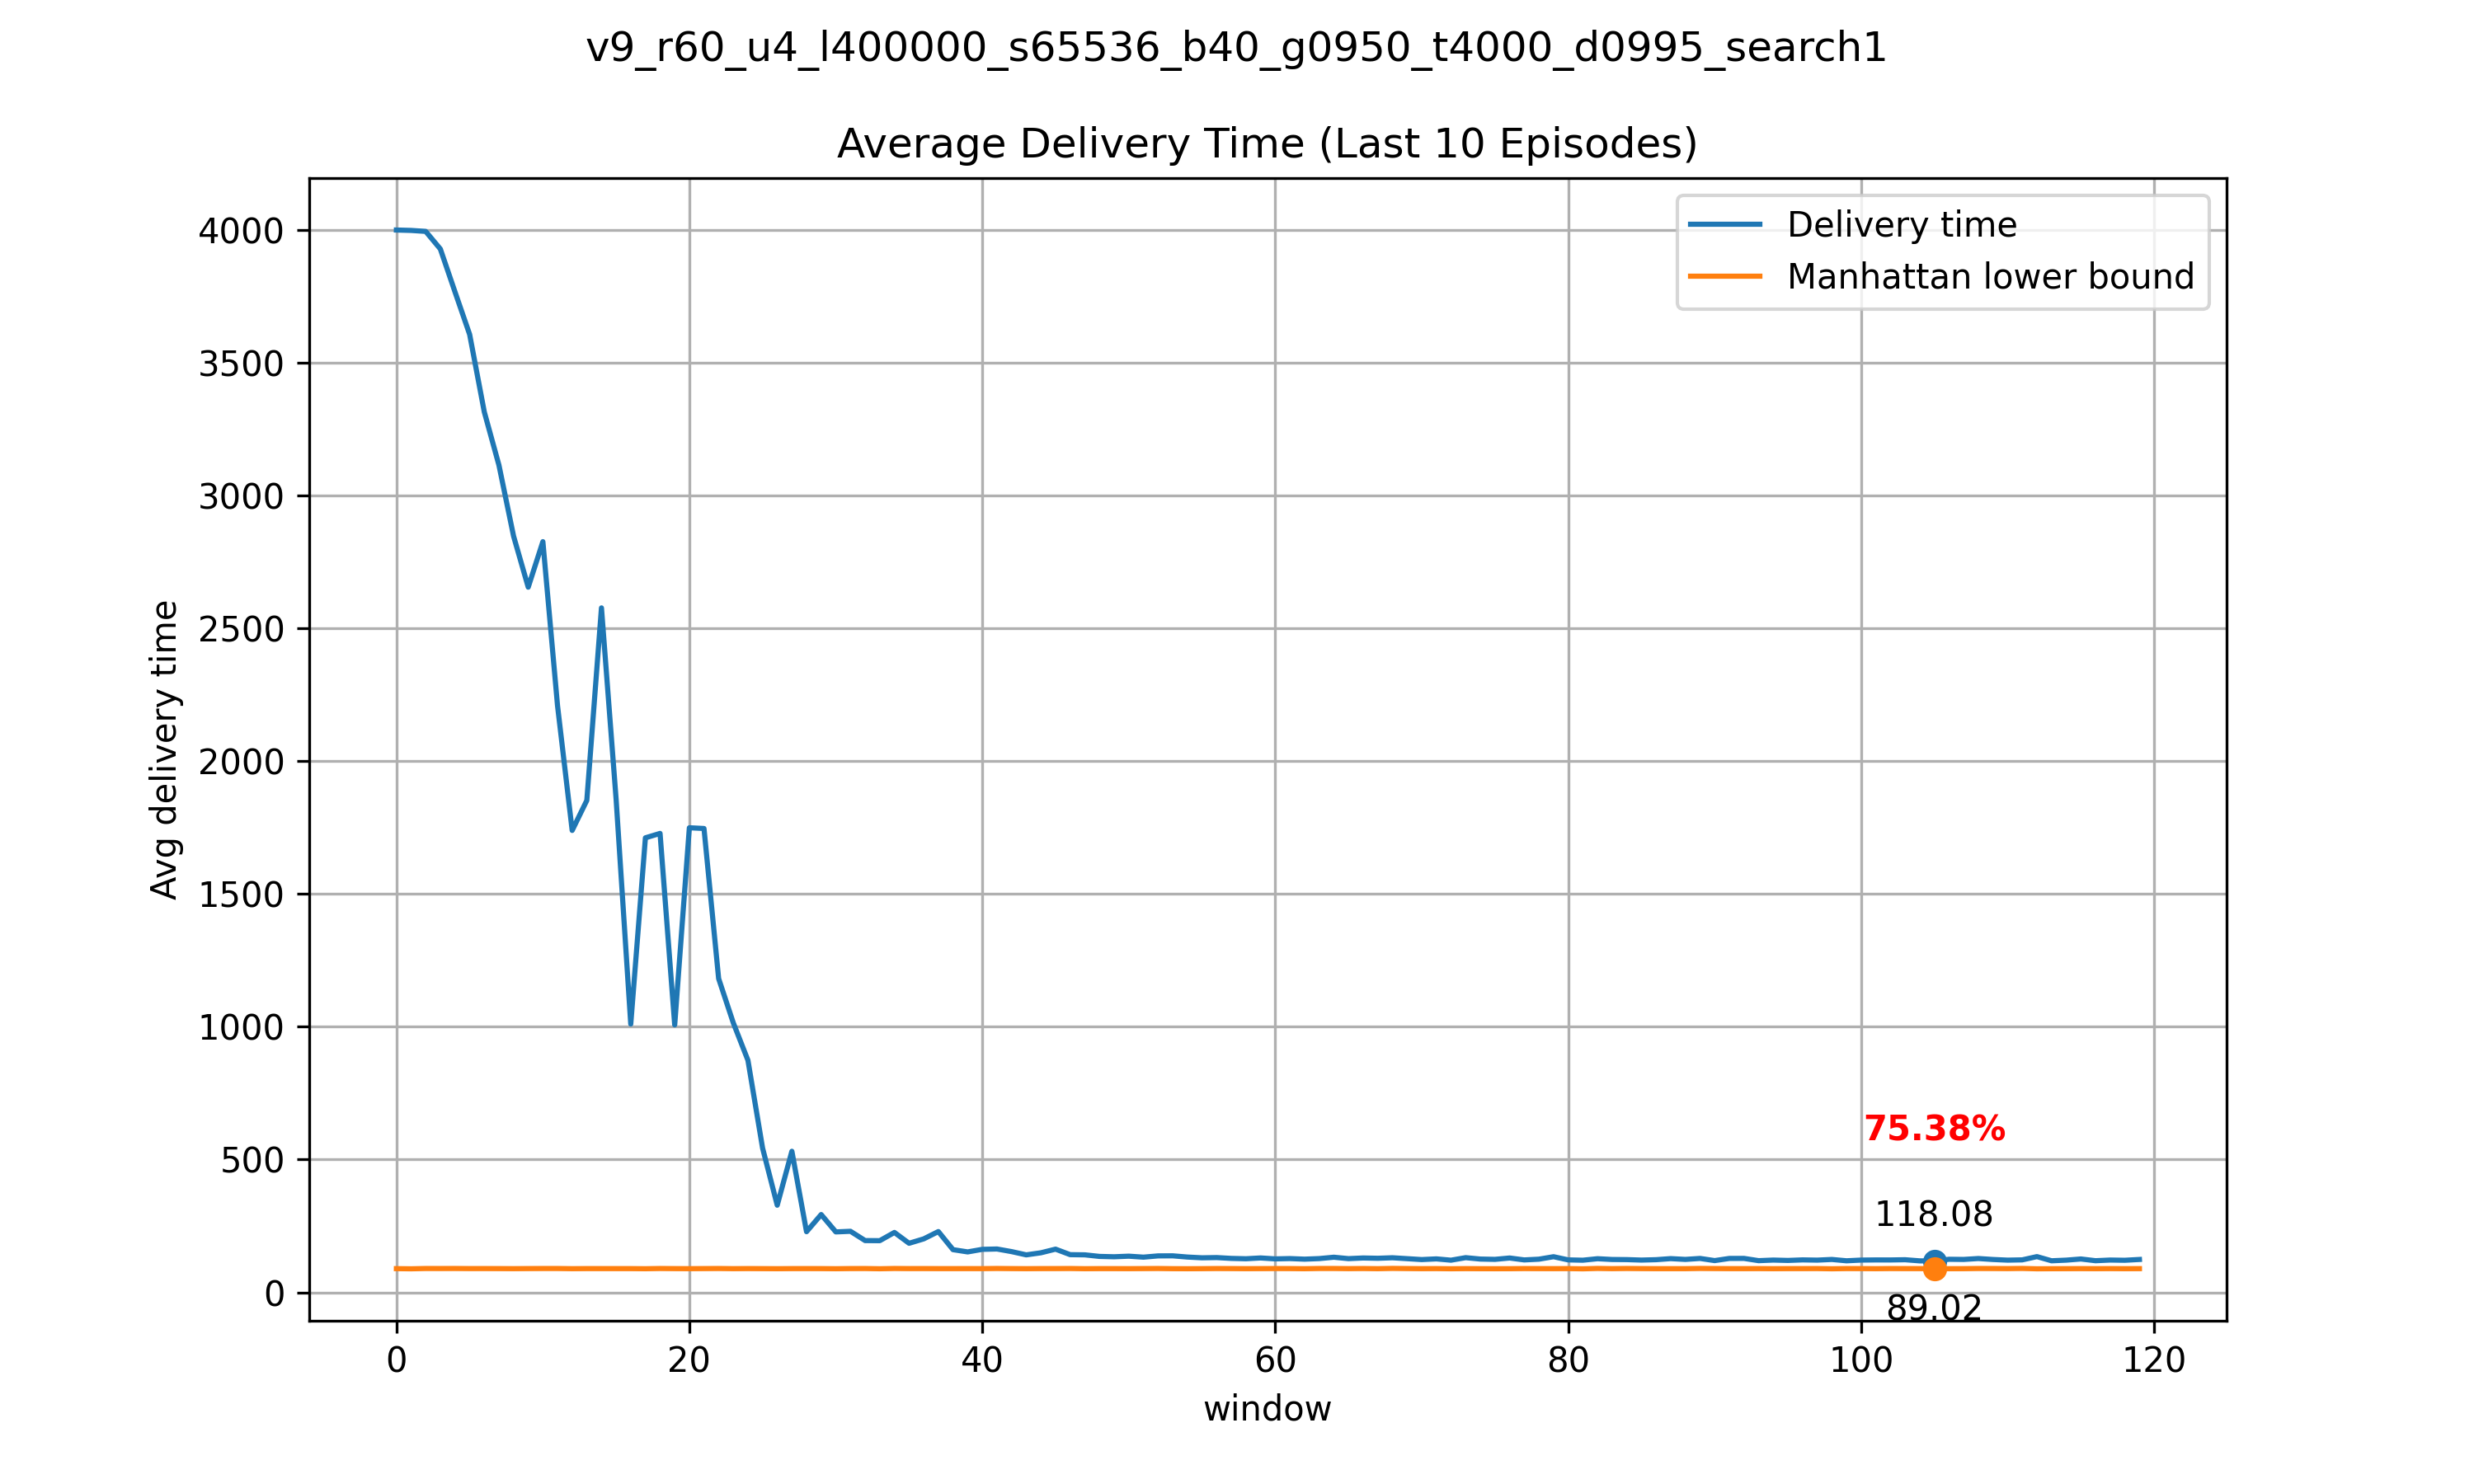 v9_r60_u4_l400000_s65536_b40_g0950_t4000_d0995_search1
Average Delivery Time (Last 10 Episodes)
Delivery time
Manhattan lower bound
4000
3500
3000
2500
2000
1500
1000
500
0
Avg delivery time
75.38%
118.08
89.02
0 20 40 60 80 100 120
window